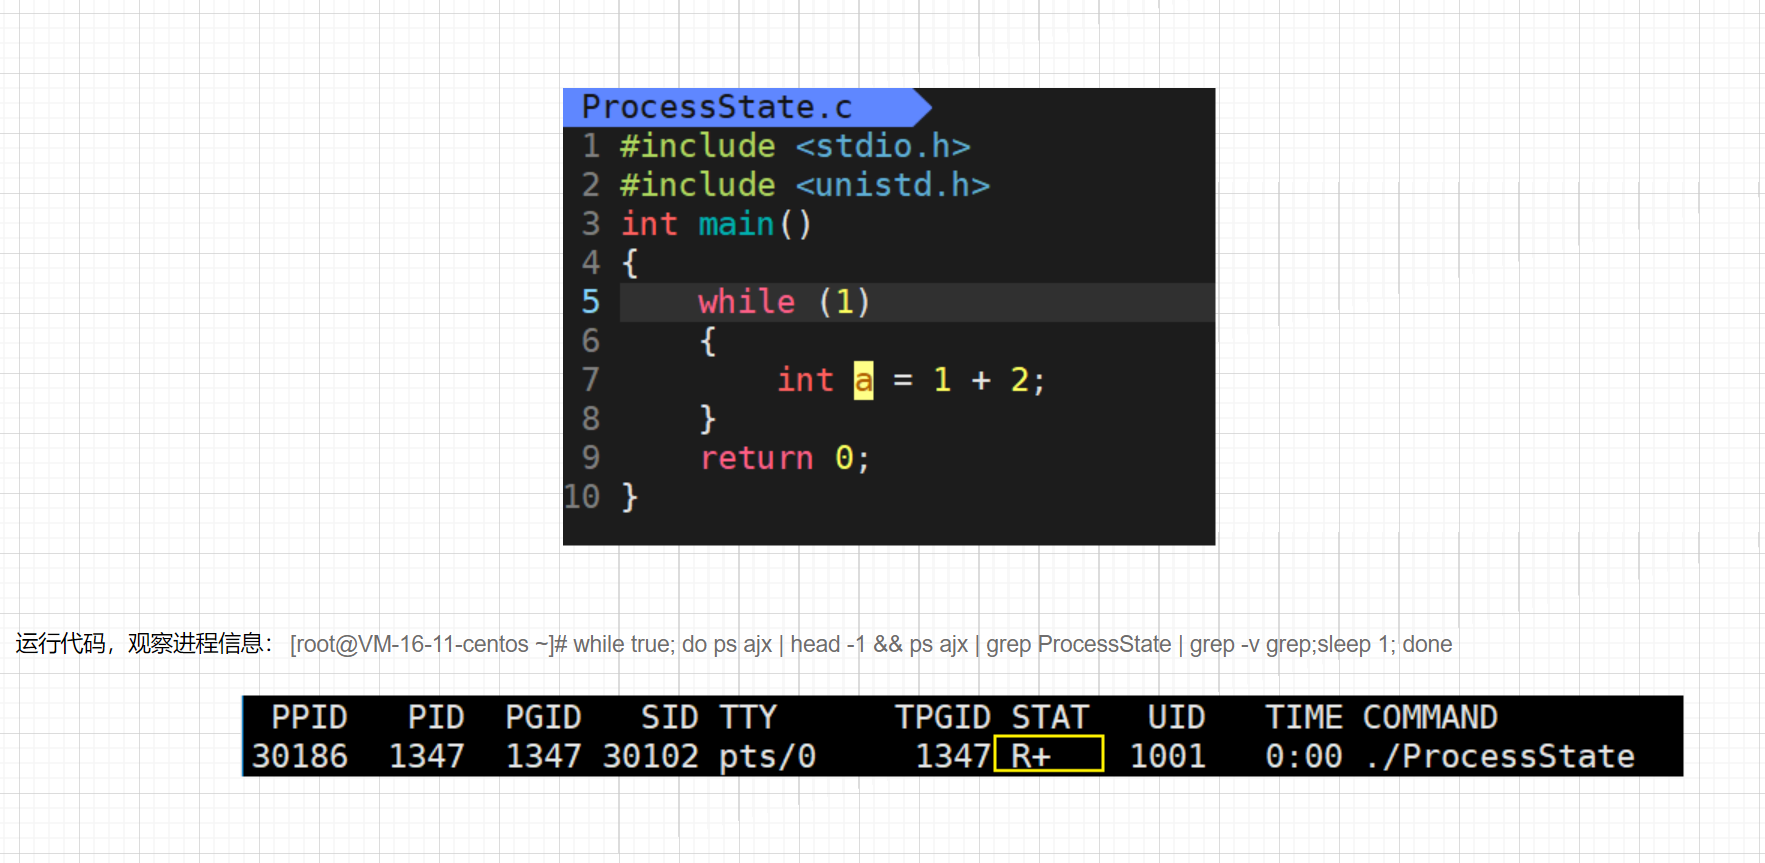 ProcessState.c
1 #include <stdio.h>
2 #include <unistd.h>
3 int main()
4 {
5     while (1)
6     {
7         int a = 1 + 2;
8     }
9     return 0;
10 }
运行代码，观察进程信息： [root@VM-16-11-centos ~]# while true; do ps ajx | head -1 && ps ajx | grep ProcessState | grep -v grep;sleep 1; done
PPID PID PGID SID TTY TPGID STAT UID TIME COMMAND
30186 1347 1347 30102 pts/0 1347 R+ 1001 0:00 ./ProcessState